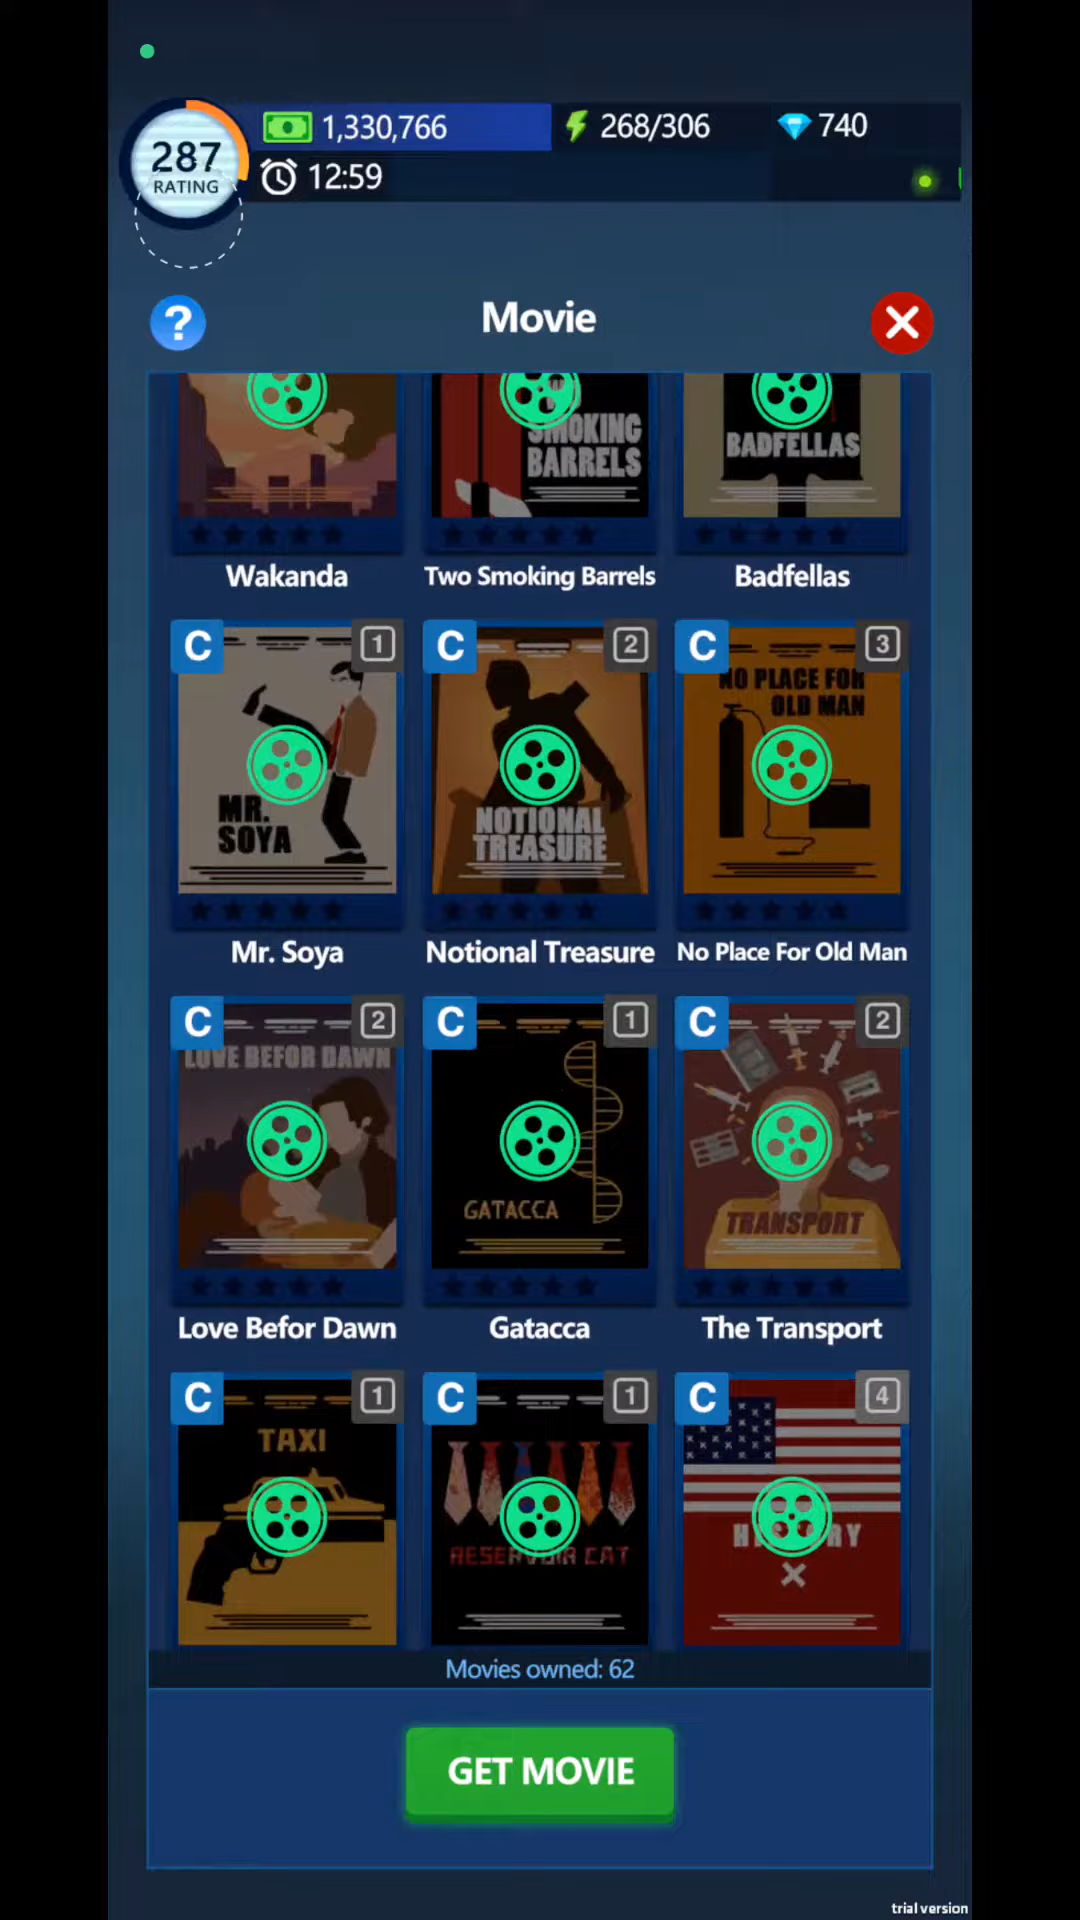 1,330,766
268/306
740
287
RATING
12:59
?
Movie
SMOKING
BARRELS
BADFELLAS
Wakanda
Two Smoking Barrels
Badfellas
C
1
C
2
C
3
MR.
SOYA
NOTIONAL
TREASURE
NO PLACE FOR
OLD MAN
Mr. Soya
Notional Treasure
No Place For Old Man
C
2
C
1
C
2
LOVE BEFOR DAWN
GATACCA
TRANSPORT
Love Befor Dawn
Gatacca
The Transport
C
1
C
1
C
4
TAXI
RESERVOIR CAT
Movies owned: 62
GET MOVIE
trial version